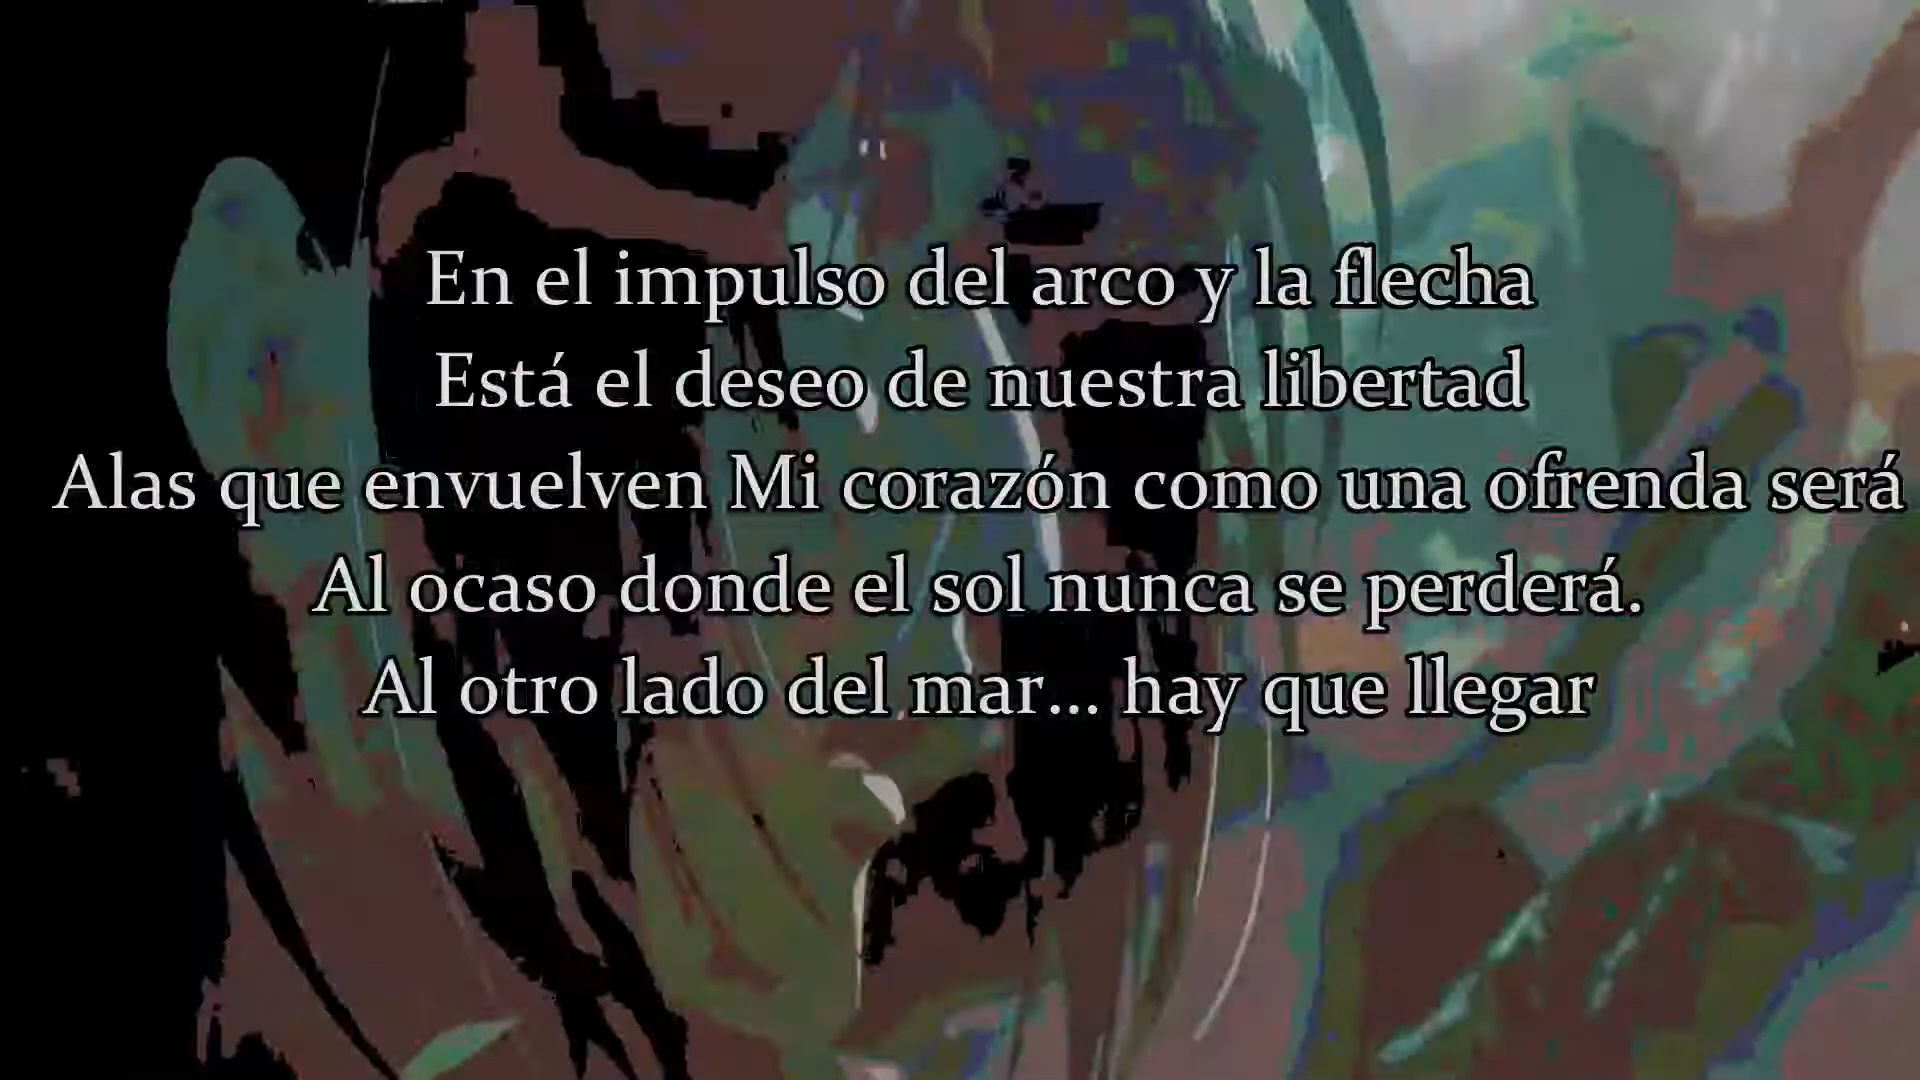 En el impulso del arco y la flecha
Está el deseo de nuestra libertad
Alas que envuelven Mi corazón como una ofrenda será
Al ocaso donde el sol nunca se perderá.
Al otro lado del mar... hay que llegar